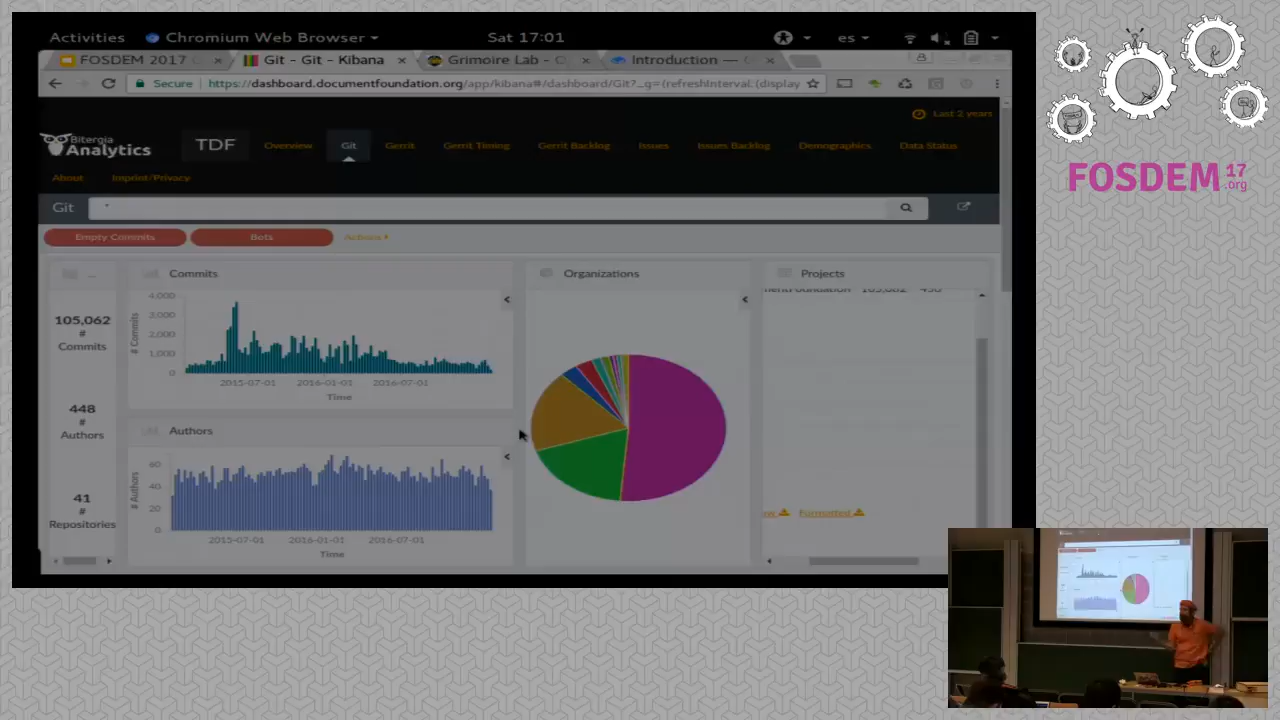 Activities Chromium Web Browser Sat 17:01 es
FOSDEM 2017 Git - Git - Kibana Grimoire Lab - Introduction —
Secure https://dashboard.documentfoundation.org/app/kibana#/dashboard/Git?_g=(refreshInterval:(display
Last 2 years
Bitergia
Analytics
TDF Overview Git Gerrit Gerrit Timing Gerrit Backlog Issues Issues Backlog Demographics Data Status
About Imprint/Privacy
Git *
Empty Commits Bots Actions
... Commits Organizations Projects
105,062
#
Commits
448
#
Authors
41
#
Repositories
4,000
3,000
2,000
1,000
0
# Commits
2015-07-01 2016-01-01 2016-07-01
Time
Authors
60
40
20
0
# Authors
2015-07-01 2016-01-01 2016-07-01
Time
105,062
Formatted
FOSDEM 17
.org